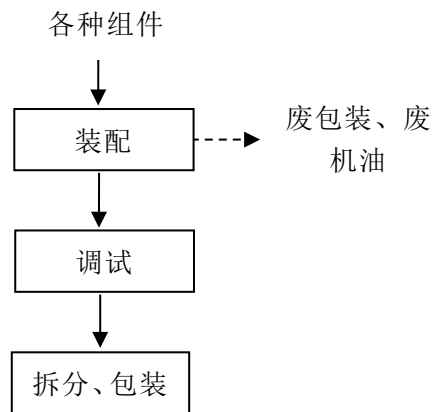 各种组件
装配
废包装、废
机油
调试
拆分、包装